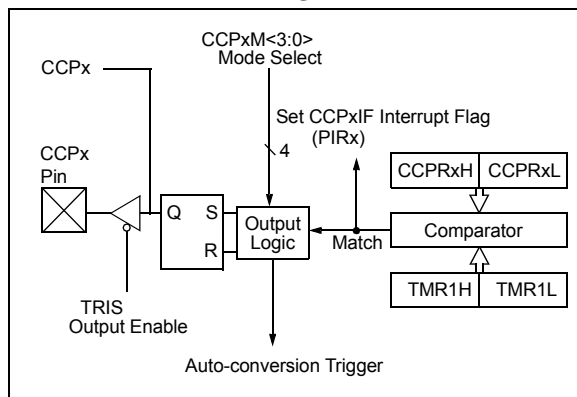 CCPxM<3:0>
Mode Select
CCPx
Set CCPxIF Interrupt Flag
(PIRx)
4
CCPx
Pin
CCPRxH CCPRxL
Q S
Output
Logic
R
Match
Comparator
TRIS
Output Enable
TMR1H TMR1L
Auto-conversion Trigger